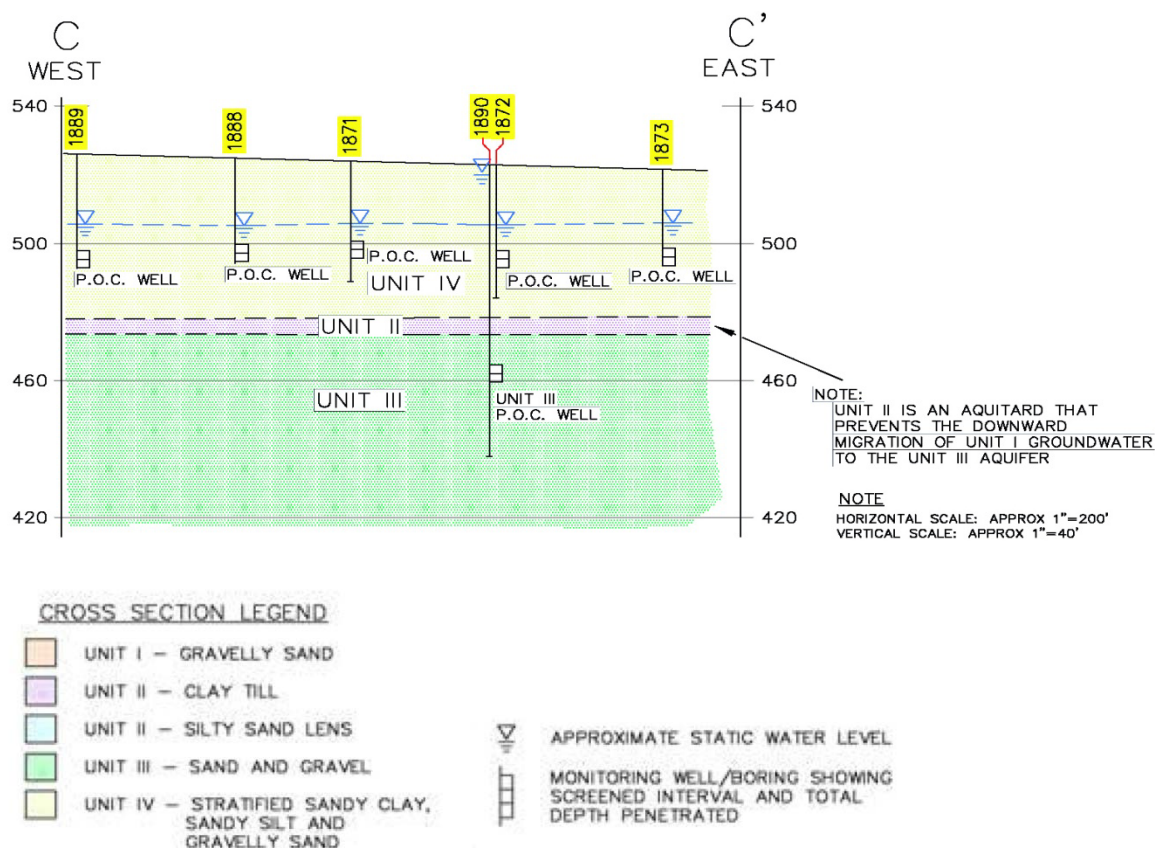 C
WEST
C'
EAST
540
540
1889
1888
1871
1890
1872
1873
500
500
P.O.C. WELL
P.O.C. WELL
P.O.C. WELL
UNIT IV
P.O.C. WELL
P.O.C. WELL
UNIT II
460
460
UNIT III
UNIT III
P.O.C. WELL
NOTE:
UNIT II IS AN AQUITARD THAT
PREVENTS THE DOWNWARD
MIGRATION OF UNIT I GROUNDWATER
TO THE UNIT III AQUIFER
420
420
NOTE
HORIZONTAL SCALE: APPROX 1"=200'
VERTICAL SCALE: APPROX 1"=40'
CROSS SECTION LEGEND
UNIT I – GRAVELLY SAND
UNIT II – CLAY TILL
UNIT II – SILTY SAND LENS
UNIT III – SAND AND GRAVEL
UNIT IV – STRATIFIED SANDY CLAY,
SANDY SILT AND
GRAVELLY SAND
APPROXIMATE STATIC WATER LEVEL
MONITORING WELL/BORING SHOWING
SCREENED INTERVAL AND TOTAL
DEPTH PENETRATED